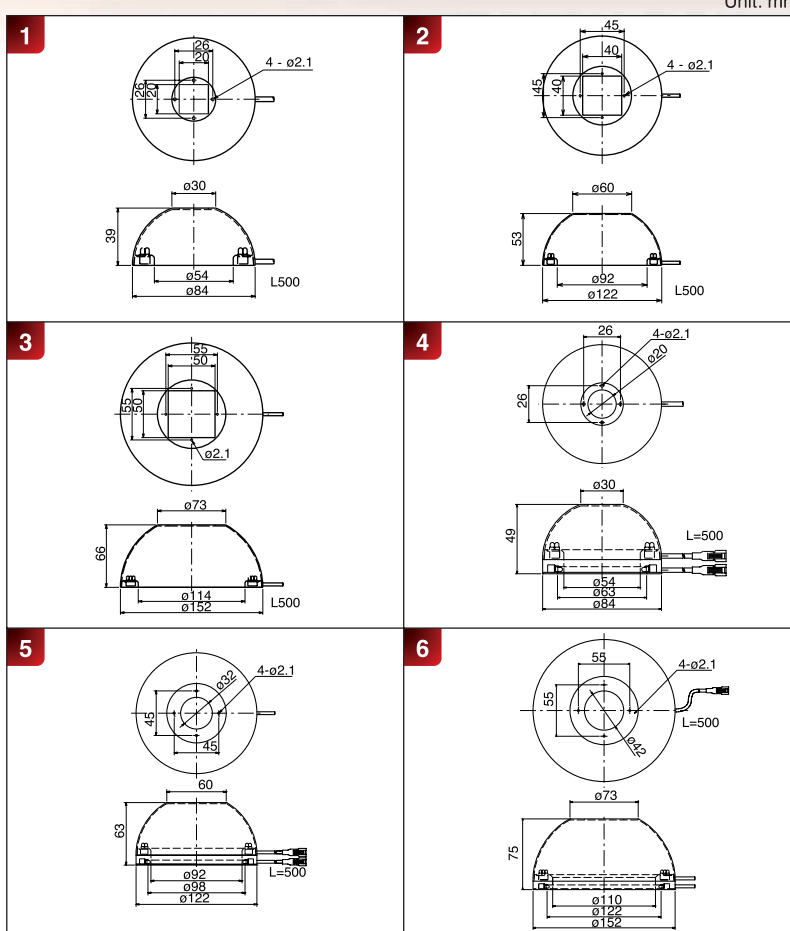 Unit: mm
1
26
20
4 - ø2.1
26
20
ø30
39
ø54
ø84
L500
2
45
40
4 - ø2.1
45
40
ø60
53
ø92
ø122
L500
3
55
50
55
50
ø2.1
ø73
66
ø114
ø152
L500
4
26
4-ø2.1
ø20
26
ø30
49
L=500
ø54
ø63
ø84
5
ø32
4-ø2.1
45
45
60
63
L=500
ø92
ø98
ø122
6
55
4-ø2.1
55
L=500
ø42
ø73
75
ø110
ø122
ø152